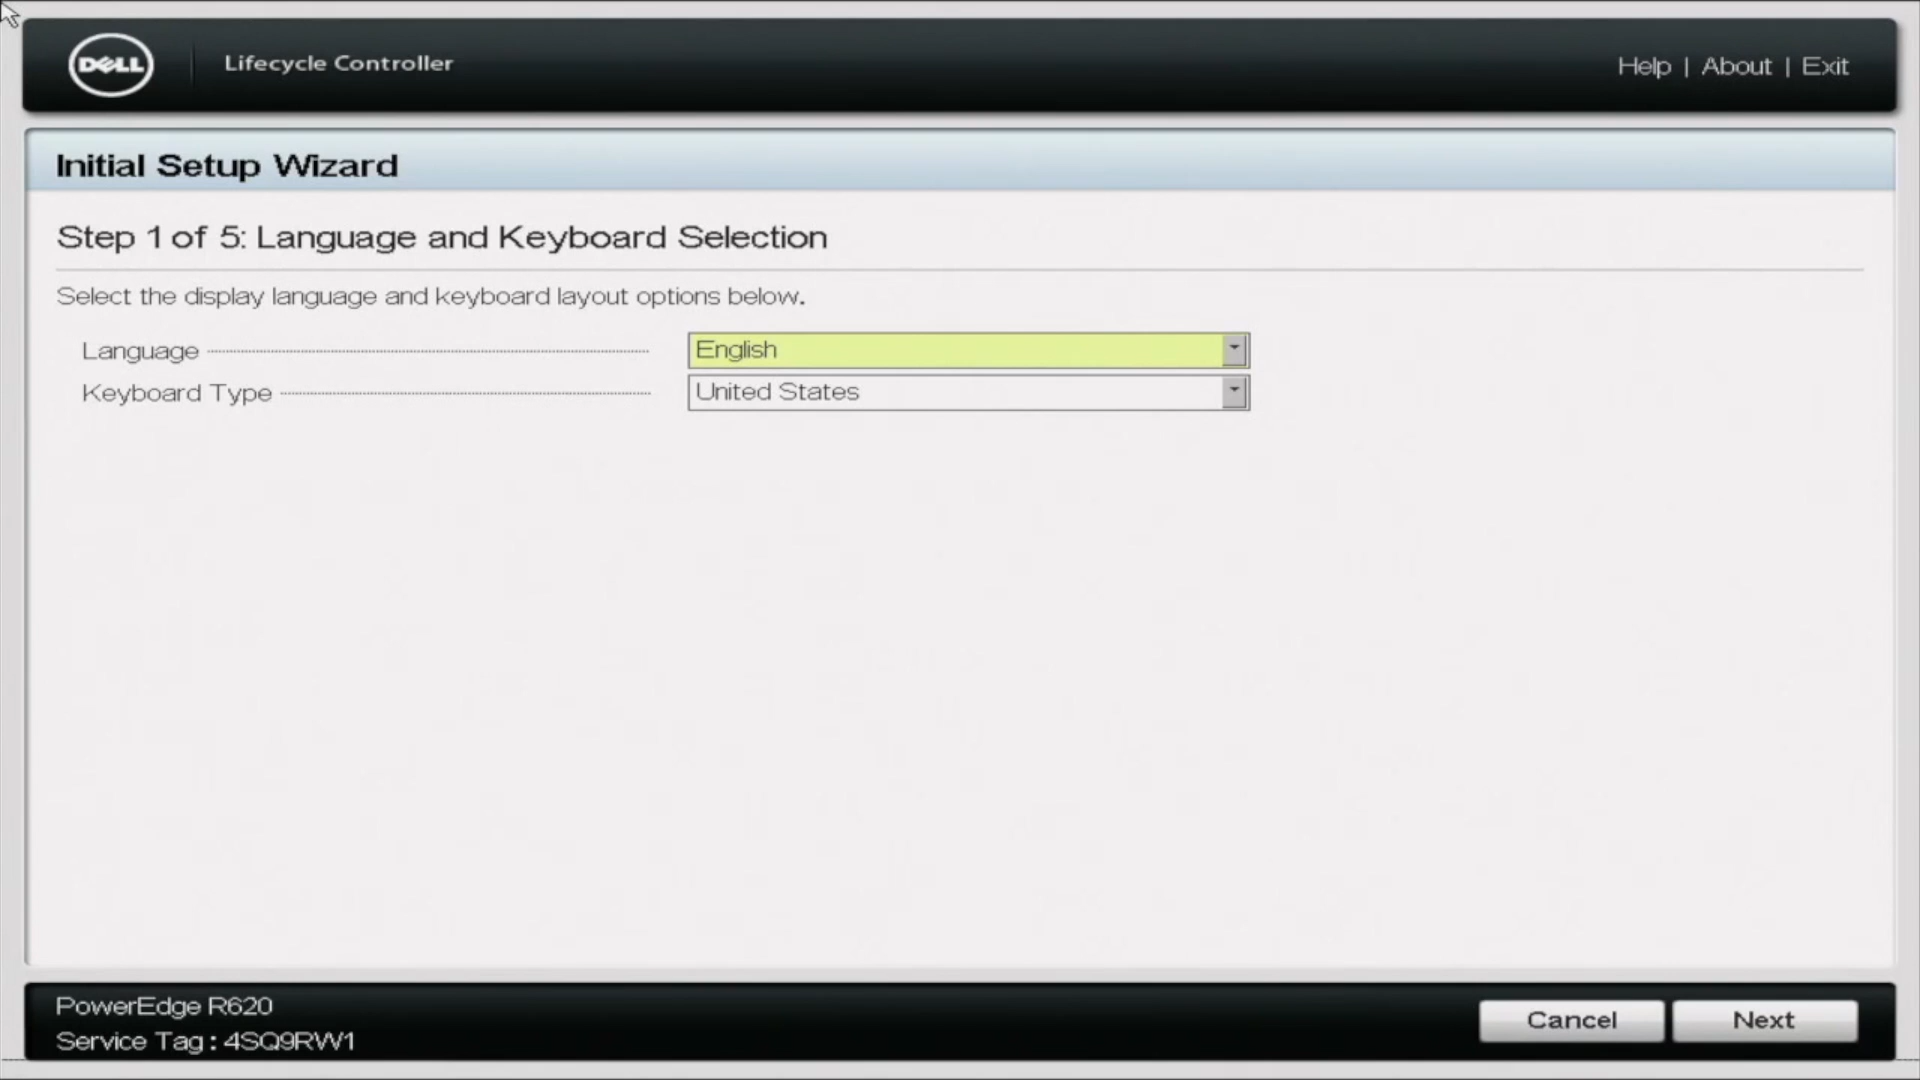 DELL
Lifecycle Controller
Help | About | Exit
Initial Setup Wizard
Step 1 of 5: Language and Keyboard Selection
Select the display language and keyboard layout options below.
Language English
Keyboard Type United States
PowerEdge R620
Service Tag : 4SQ9RW1
Cancel Next